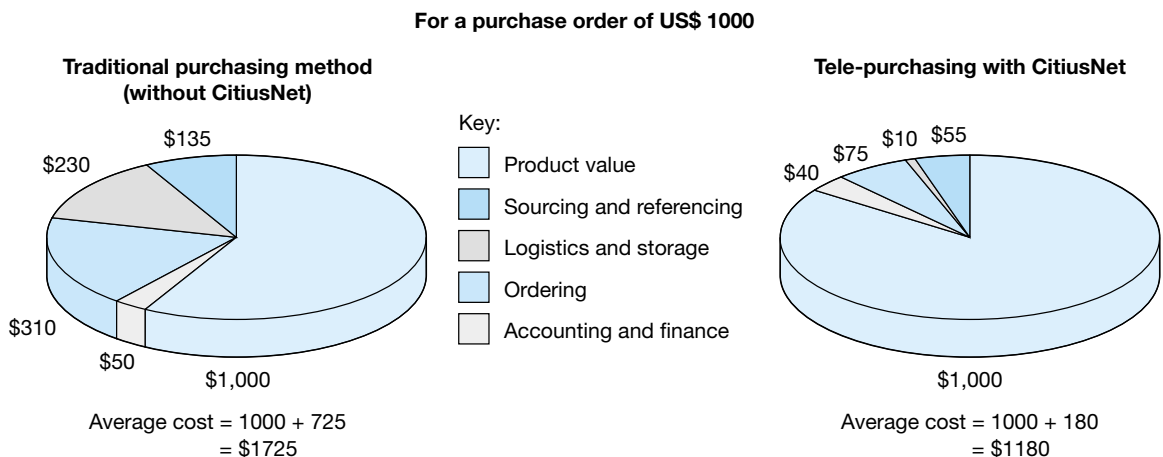 For a purchase order of US$ 1000
Traditional purchasing method
(without CitiusNet)
$135
$230
$310
$50
$1,000
Average cost = 1000 + 725
= $1725
Key:
Product value
Sourcing and referencing
Logistics and storage
Ordering
Accounting and finance
Tele-purchasing with CitiusNet
$40
$75
$10
$55
$1,000
Average cost = 1000 + 180
= $1180